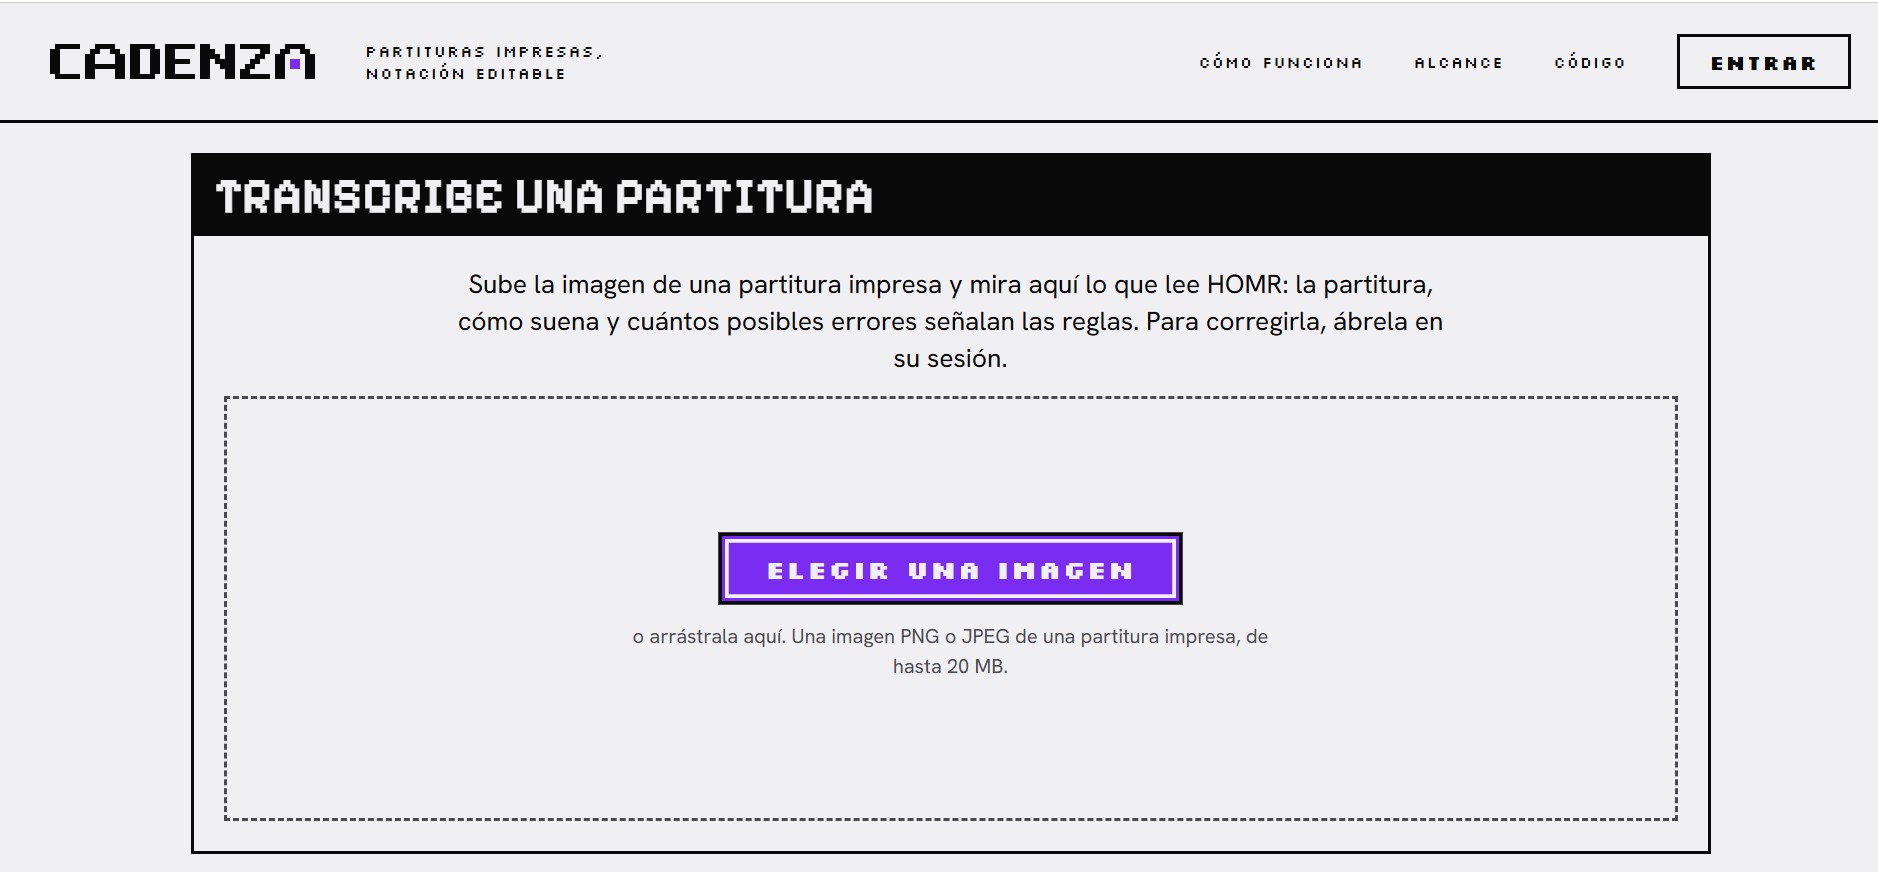 CADENZA
PARTITURAS IMPRESAS,
NOTACIÓN EDITABLE
CÓMO FUNCIONA
ALCANCE
CÓDIGO
ENTRAR
TRANSCRIBE UNA PARTITURA
Sube la imagen de una partitura impresa y mira aquí lo que lee HOMR: la partitura,
cómo suena y cuántos posibles errores señalan las reglas. Para corregirla, ábrela en
su sesión.
ELEGIR UNA IMAGEN
o arrástrala aquí. Una imagen PNG o JPEG de una partitura impresa, de
hasta 20 MB.